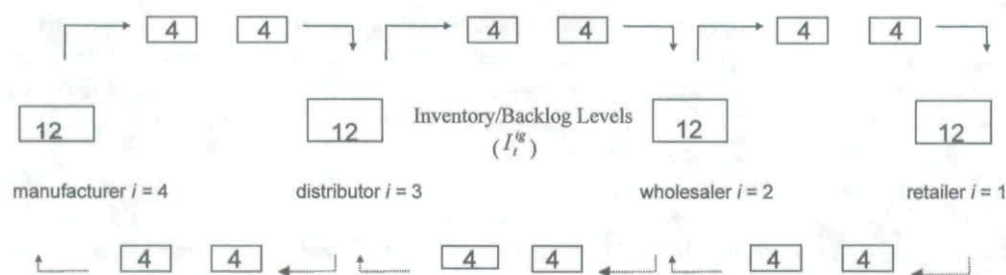 4 4 4 4 4 4
12 12 Inventory/Backlog Levels 12 12
( I_t^{ig} )
manufacturer i = 4 distributor i = 3 wholesaler i = 2 retailer i = 1
4 4 4 4 4 4